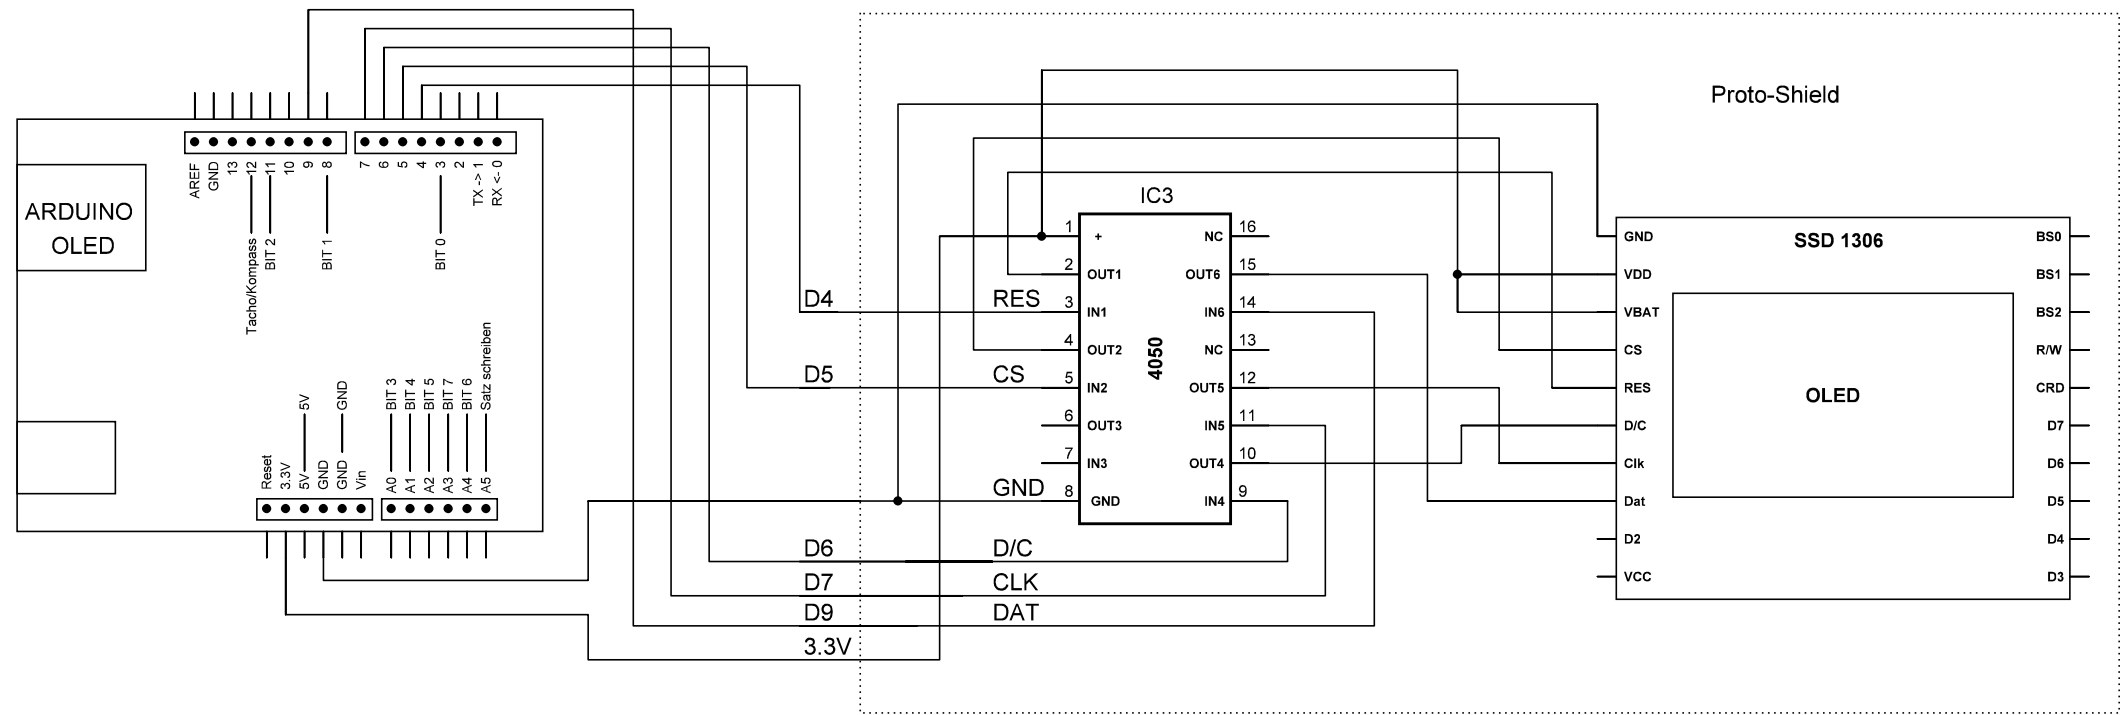 Proto-Shield
ARDUINO
OLED
AREF
GND
13
12
11
10
9
8
7
6
5
4
3
2
TX -> 1
RX <- 0
Tacho/Kompass
BIT 2
BIT 1
BIT 0
5V
GND
BIT 3
BIT 4
BIT 5
BIT 7
BIT 6
Satz schreiben
Reset
3.3V
5V
GND
GND
Vin
A0
A1
A2
A3
A4
A5
D4
RES
D5
CS
GND
D6
D/C
D7
CLK
D9
DAT
3.3V
IC3
4050
1 + NC 16
2 OUT1 OUT6 15
3 IN1 IN6 14
4 OUT2 NC 13
5 IN2 OUT5 12
6 OUT3 IN5 11
7 IN3 OUT4 10
8 GND IN4 9
SSD 1306
OLED
GND BS0
VDD BS1
VBAT BS2
CS R/W
RES CRD
D/C D7
Clk D6
Dat D5
D2 D4
VCC D3